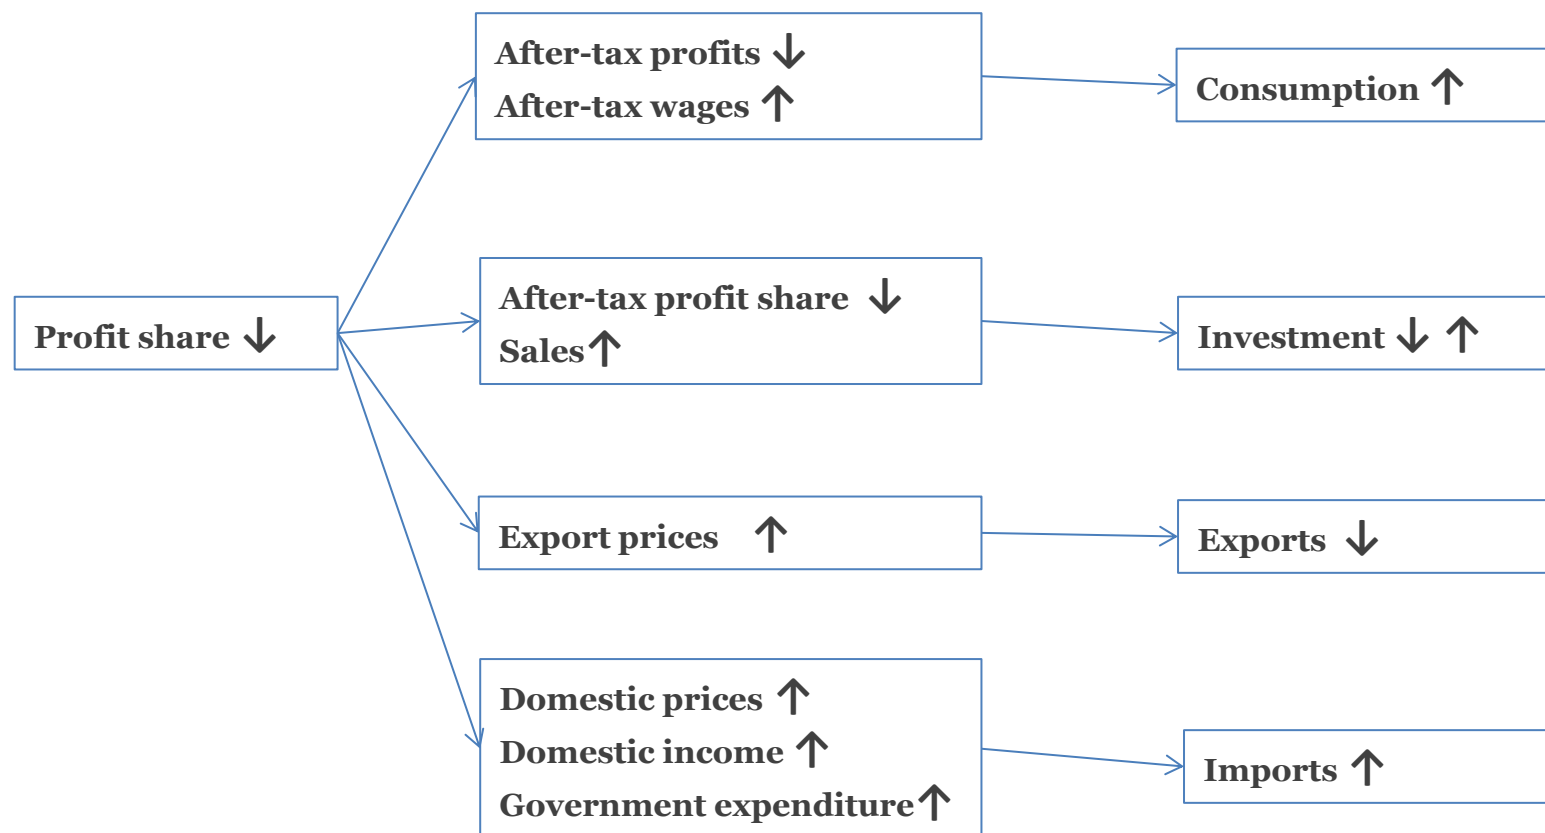 After-tax profits ↓
After-tax wages ↑
Consumption ↑
Profit share ↓
After-tax profit share ↓
Sales ↑
Investment ↓ ↑
Export prices ↑
Exports ↓
Domestic prices ↑
Domestic income ↑
Government expenditure ↑
Imports ↑